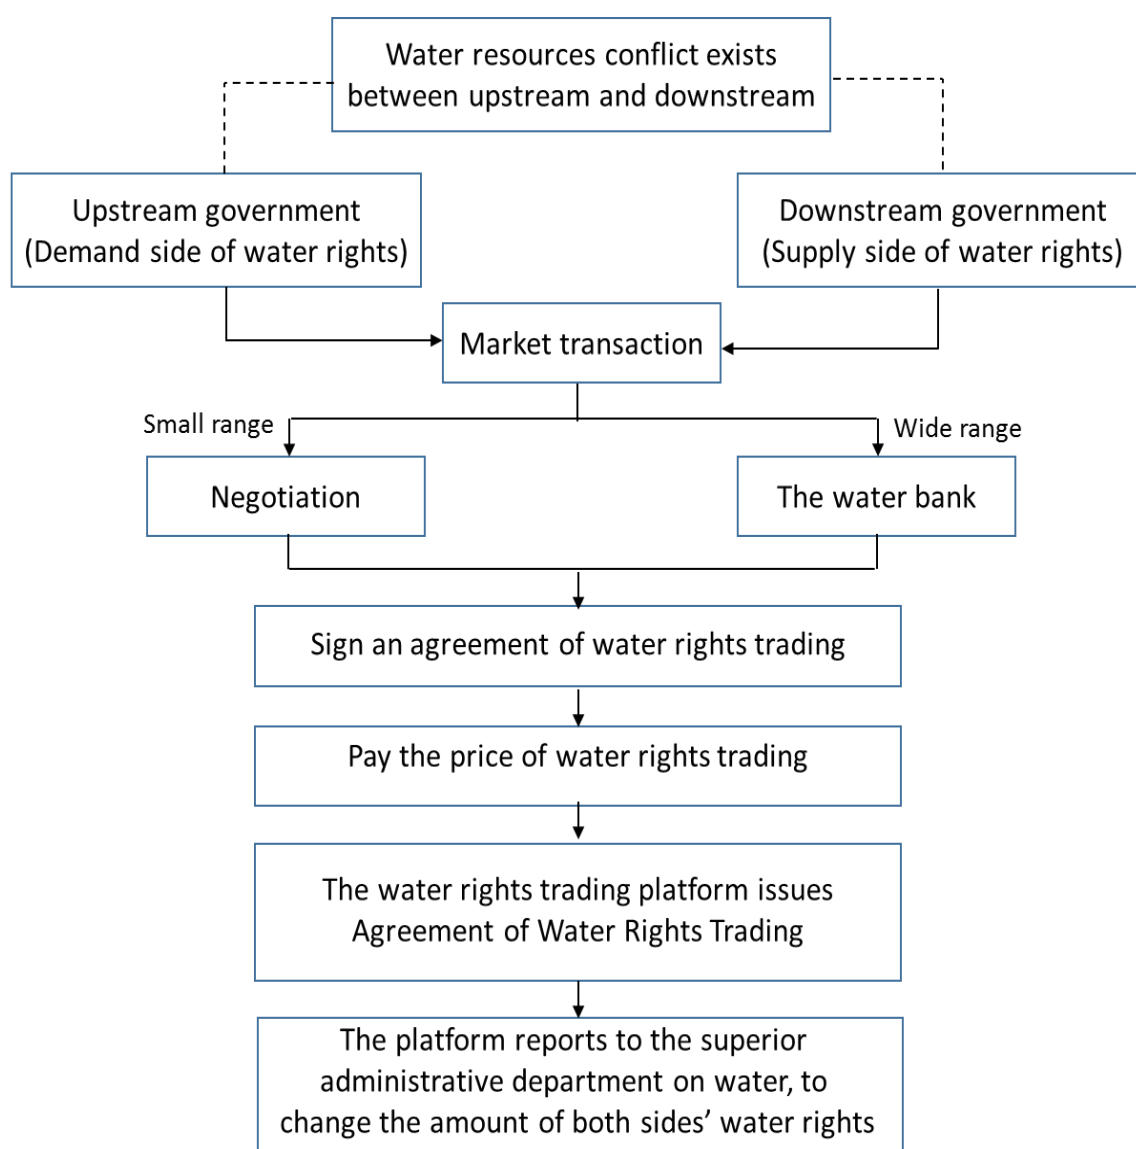 Water resources conflict exists
between upstream and downstream
Upstream government
(Demand side of water rights)
Downstream government
(Supply side of water rights)
Market transaction
Small range
Wide range
Negotiation
The water bank
Sign an agreement of water rights trading
Pay the price of water rights trading
The water rights trading platform issues
Agreement of Water Rights Trading
The platform reports to the superior
administrative department on water, to
change the amount of both sides’ water rights